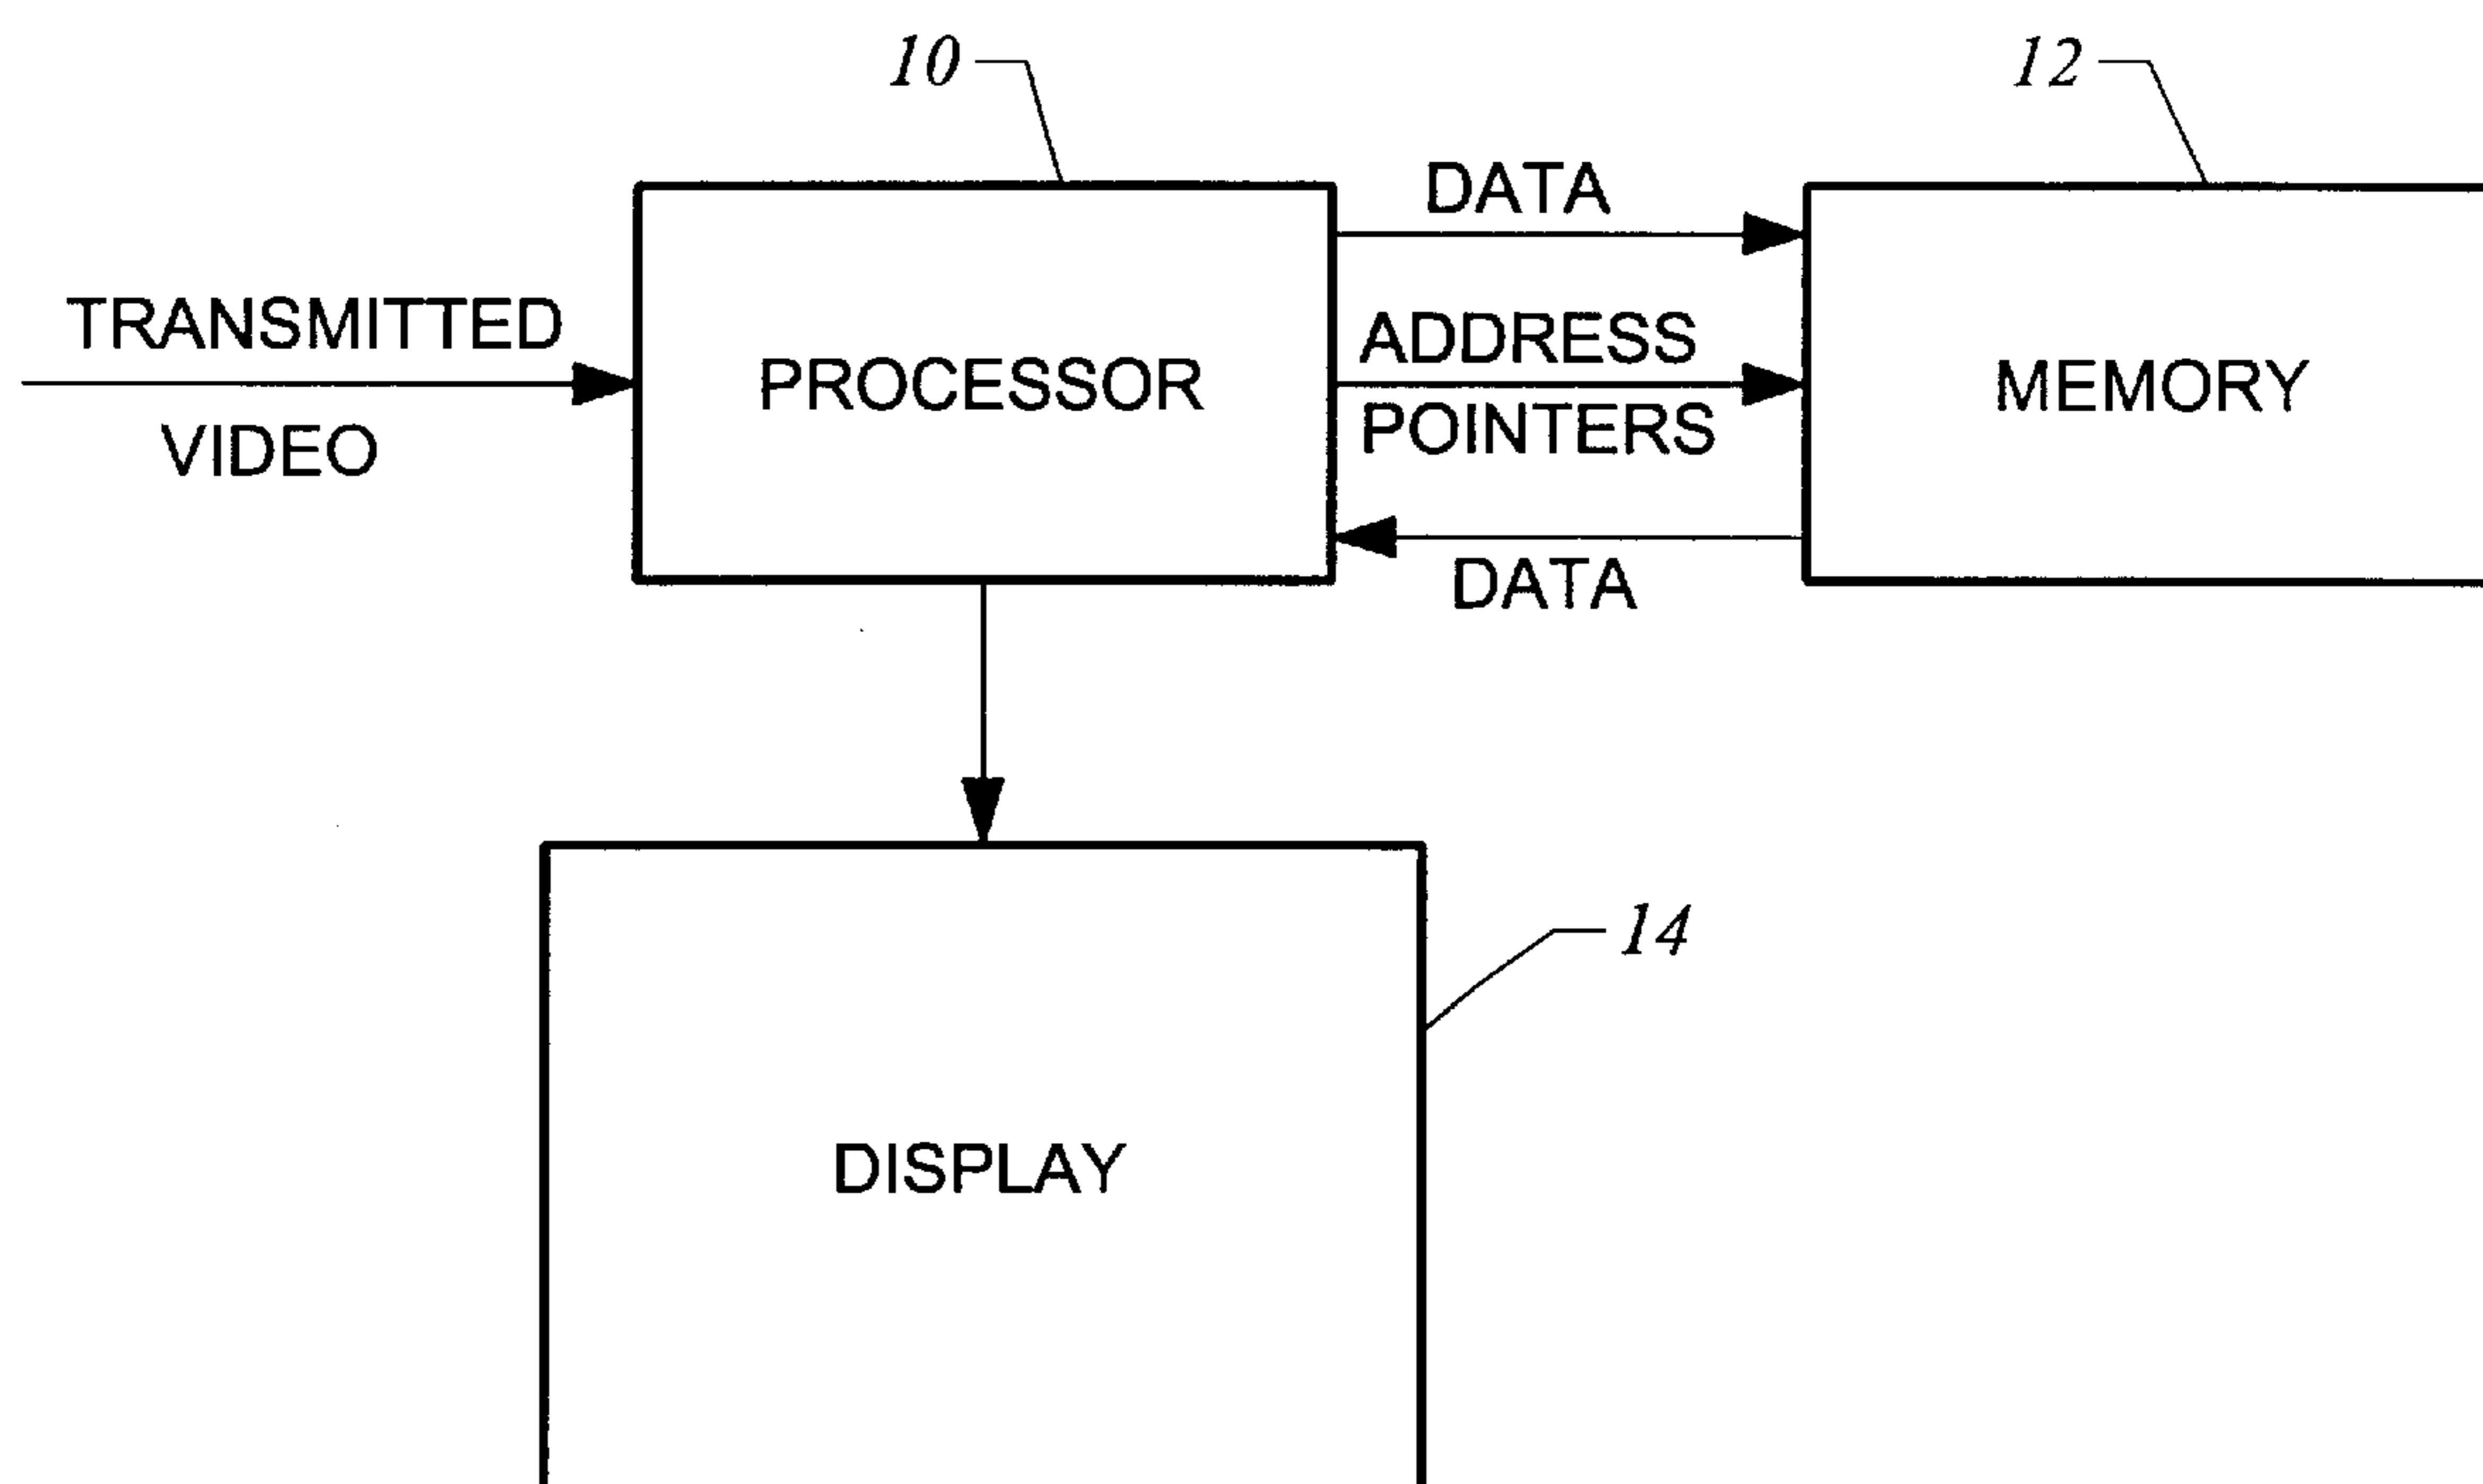 10
12
DATA
TRANSMITTED
VIDEO
PROCESSOR
ADDRESS
POINTERS
MEMORY
DATA
14
DISPLAY